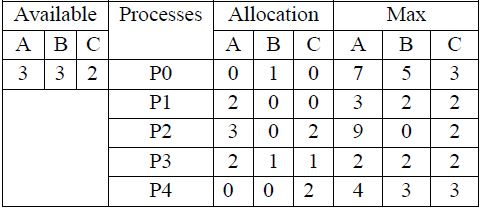 Available Processes Allocation Max
A B C A B C A B C
3 3 2 P0 0 1 0 7 5 3
P1 2 0 0 3 2 2
P2 3 0 2 9 0 2
P3 2 1 1 2 2 2
P4 0 0 2 4 3 3